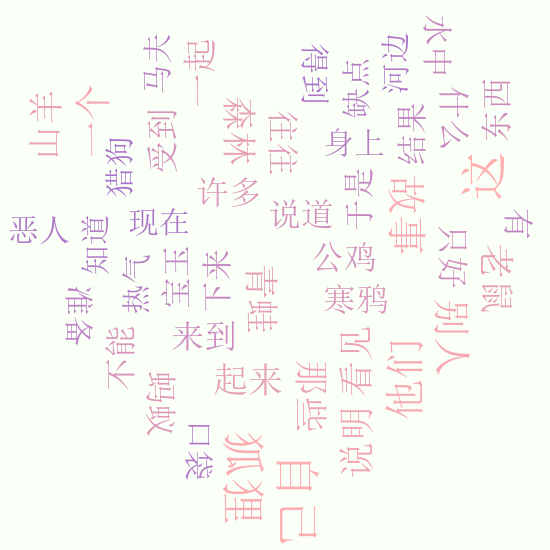 水中
马夫
一起
得到
缺点
河边
什么
东西
山羊
一个
猎狗
受到
森林
往往
身上
结果
这
许多
于是
故事
恶人
知道
现在
说道
有
热气
宝玉
下来
青蛙
公鸡
只好
老鼠
寒鸦
不能
来到
看见
别人
起来
那些
他们
说明
口袋
狐狸
自己